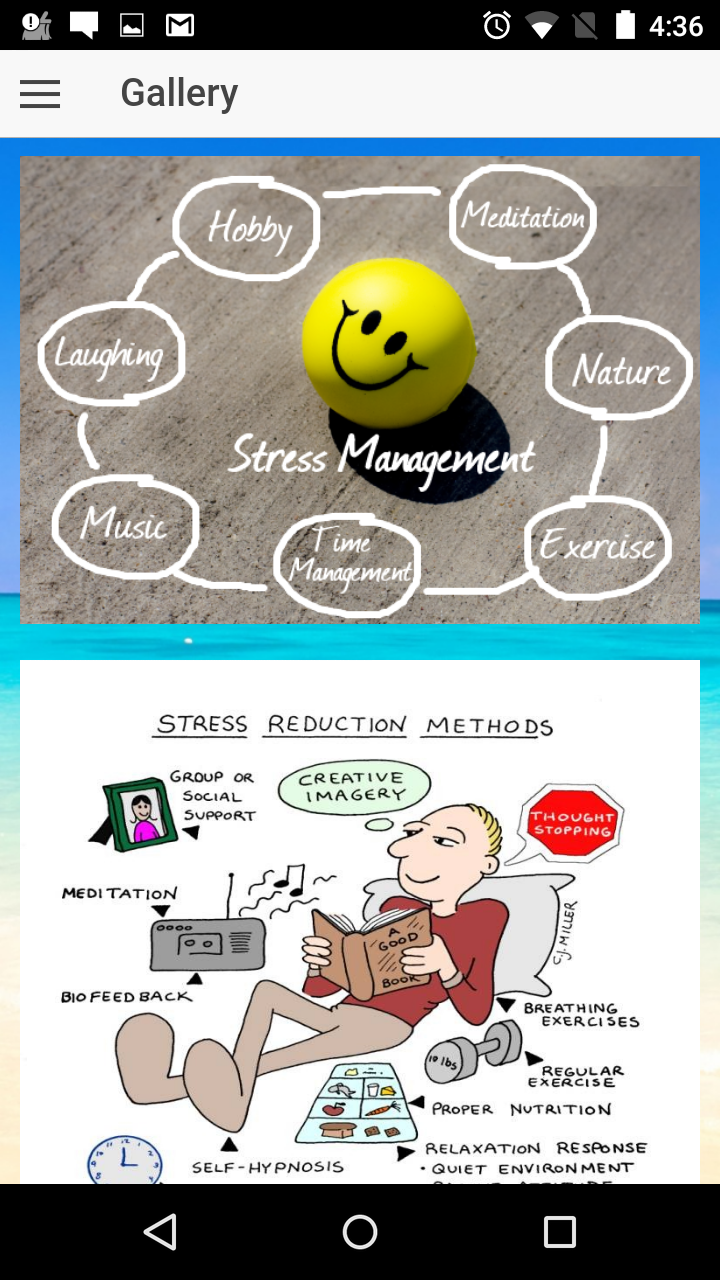 4:36
Gallery
Hobby
Meditation
Laughing
Nature
Stress Management
Music
Time
Management
Exercise
STRESS REDUCTION METHODS
GROUP OR
SOCIAL
SUPPORT
CREATIVE
IMAGERY
THOUGHT
STOPPING
MEDITATION
A
GOOD
BOOK
C.J. MILLER
BIOFEEDBACK
BREATHING
EXERCISES
10 lbs
REGULAR
EXERCISE
PROPER NUTRITION
RELAXATION RESPONSE
SELF-HYPNOSIS
• QUIET ENVIRONMENT